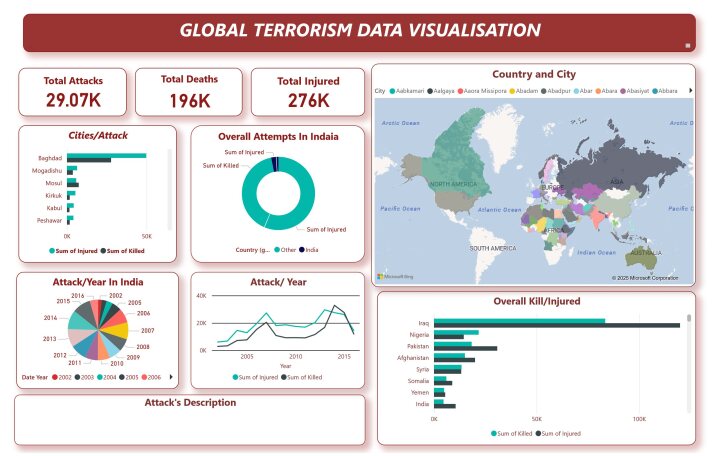 GLOBAL TERRORISM DATA VISUALISATION
Total Attacks
29.07K
Total Deaths
196K
Total Injured
276K
Country and City
City Aabkamari Aalgaya Aaora Missipora Abadam Abadpur Abar Abara Abasiyat Abbara
Arctic Ocean
Arctic O
NORTH AMERICA
EUROPE
ASIA
Pacific Ocean
Atlantic Ocean
Pacific O
AFRICA
SOUTH AMERICA
Indian Ocean
AUSTRALIA
Microsoft Bing
© 2025 Microsoft Corporation
Cities/Attack
Baghdad
Mogadishu
Mosul
Kirkuk
Kabul
Peshawar
0K 50K
Sum of Injured Sum of Killed
Overall Attempts In Indaia
Sum of Injured
Sum of Killed
Sum of Injured
Country (g... Other India
Attack/Year In India
2016
2002
2015
2005
2014
2006
2013
2007
2012
2008
2011
2010
2009
Date Year 2002 2003 2004 2005 2006
Attack/ Year
40K
20K
0K
2005 2010 2015
Year
Sum of Injured Sum of Killed
Overall Kill/Injured
Iraq
Nigeria
Pakistan
Afghanistan
Syria
Somalia
Yemen
India
0K 50K 100K
Sum of Killed Sum of Injured
Attack's Description